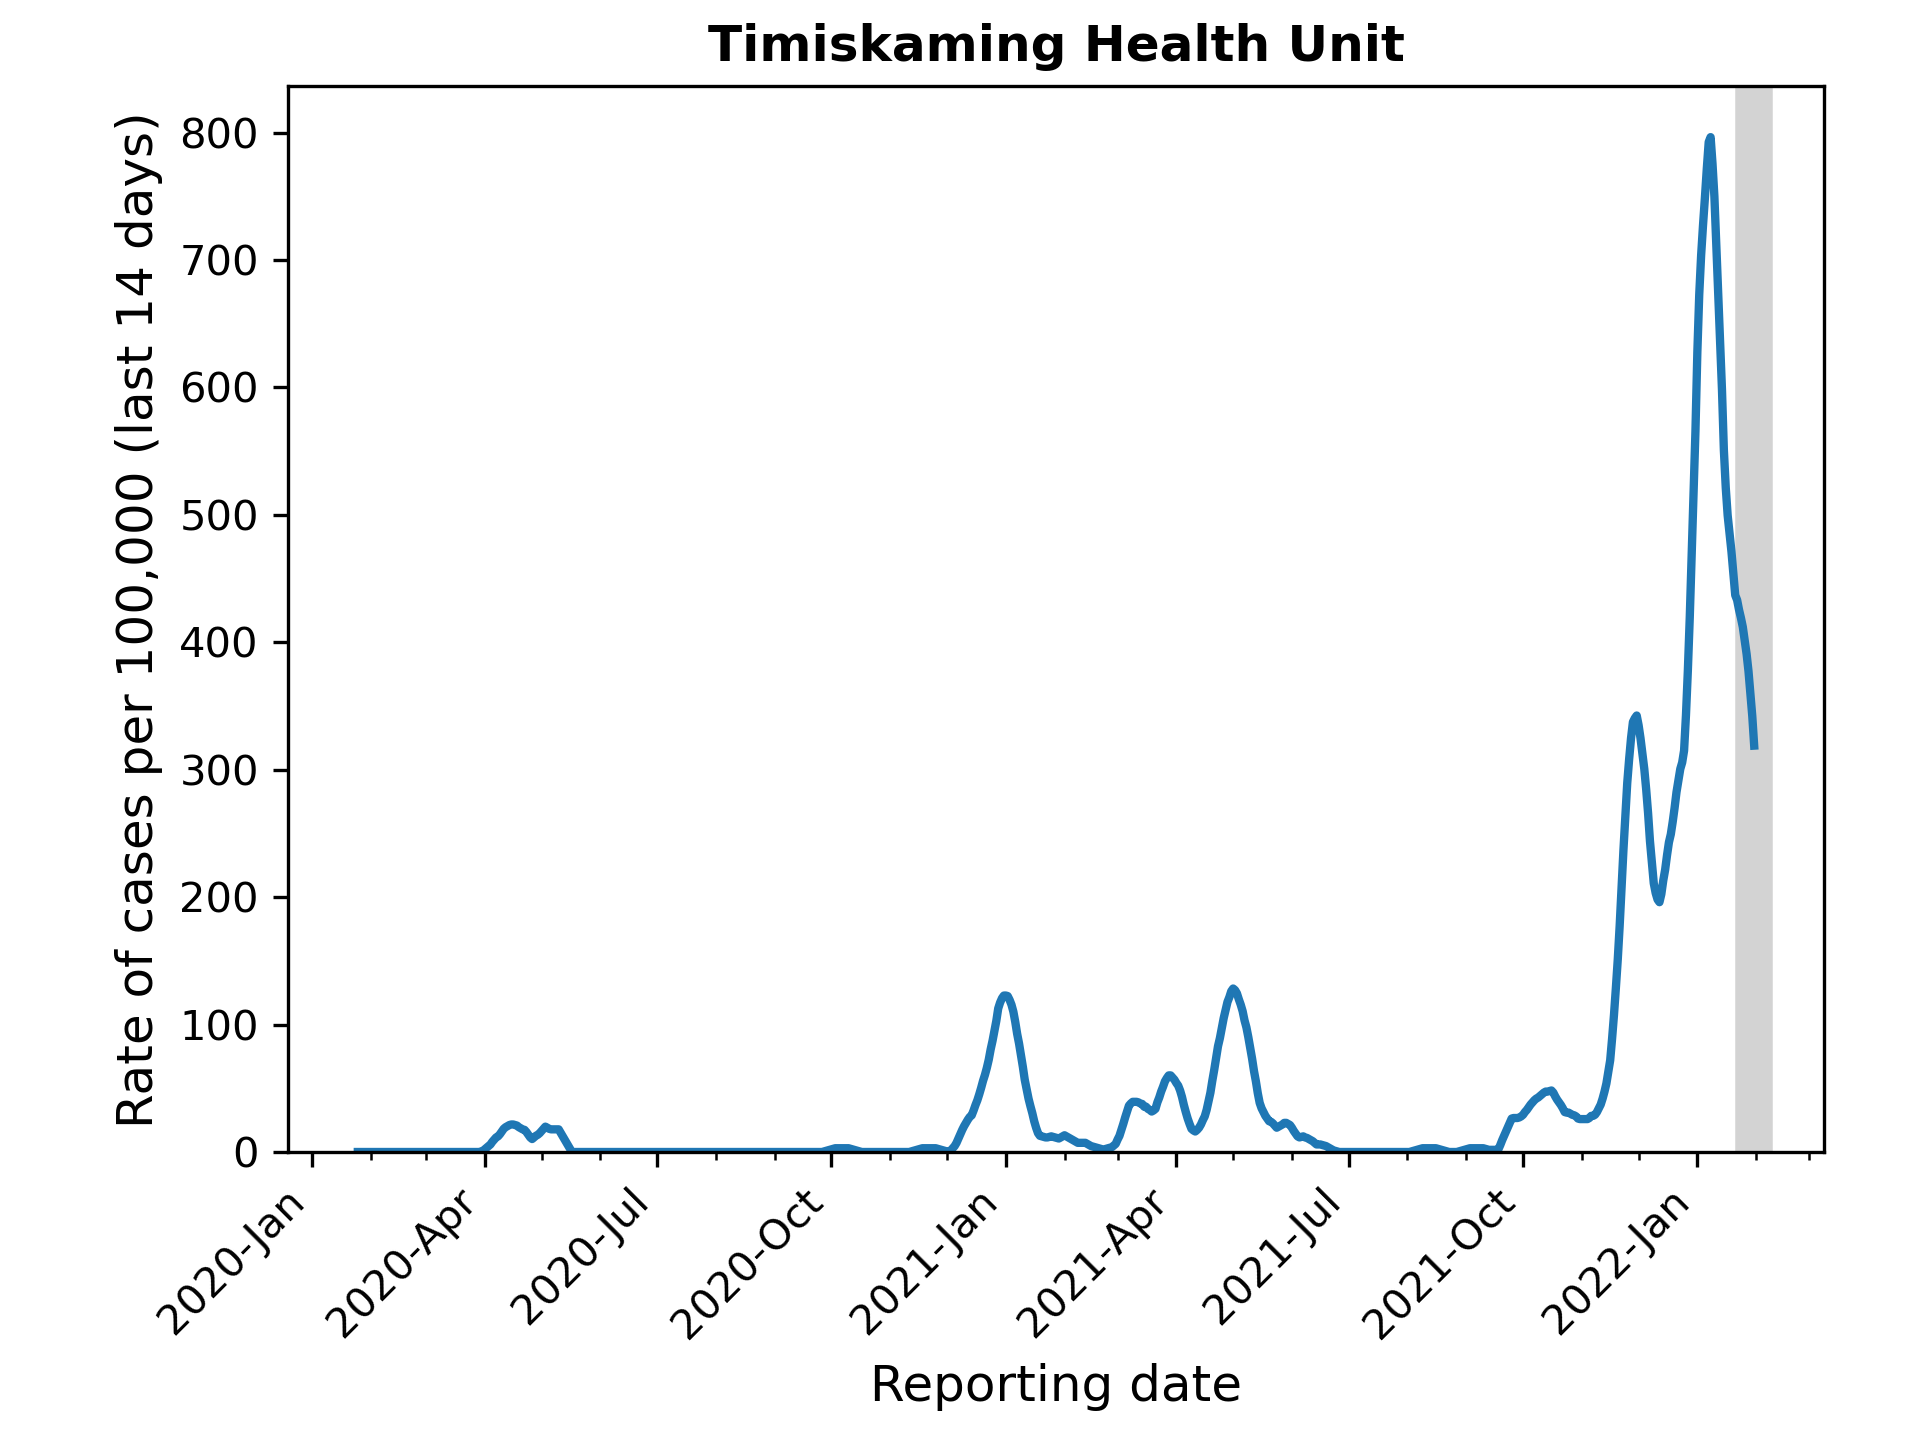 Timiskaming Health Unit
Rate of cases per 100,000 (last 14 days)
800
700
600
500
400
300
200
100
0
2020-Jan
2020-Apr
2020-Jul
2020-Oct
2021-Jan
2021-Apr
2021-Jul
2021-Oct
2022-Jan
Reporting date